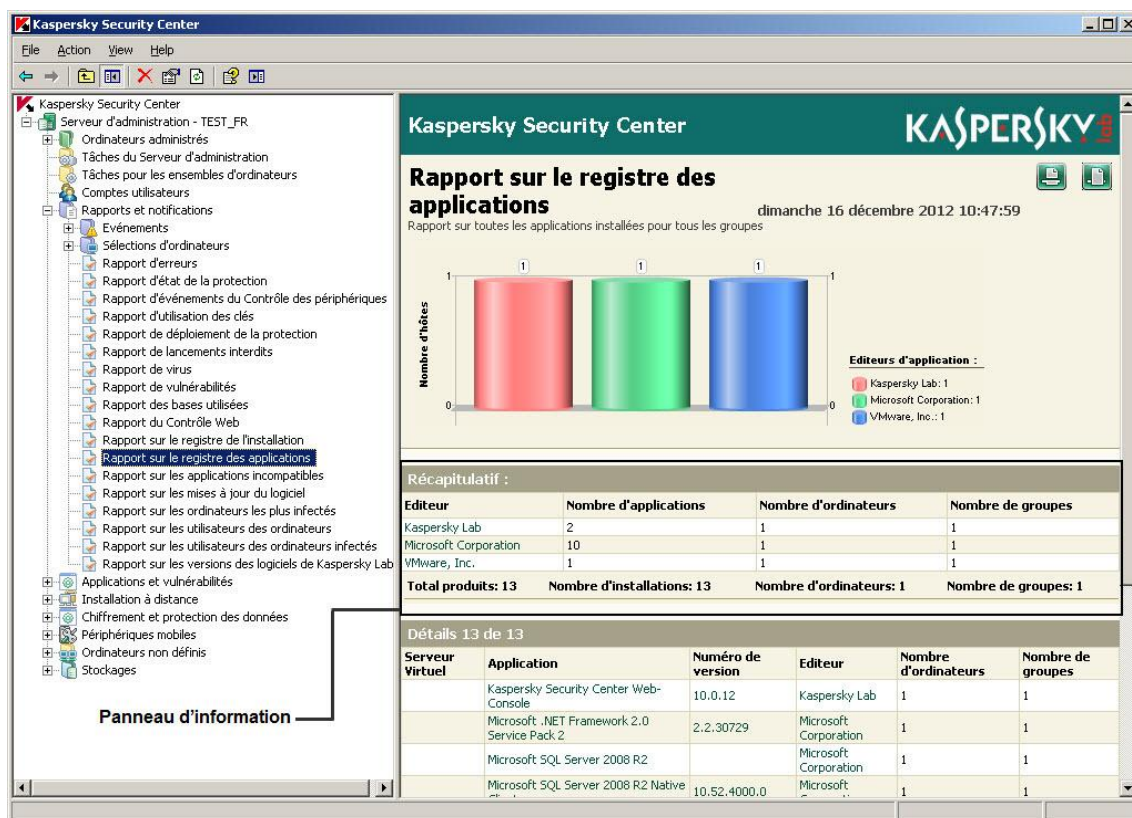 Kaspersky Security Center
File Action View Help
Kaspersky Security Center
Serveur d'administration - TEST_FR
Ordinateurs administrés
Tâches du Serveur d'administration
Tâches pour les ensembles d'ordinateurs
Comptes utilisateurs
Rapports et notifications
Evénements
Sélections d'ordinateurs
Rapport d'erreurs
Rapport d'état de la protection
Rapport d'événements du Contrôle des périphériques
Rapport d'utilisation des clés
Rapport de déploiement de la protection
Rapport de lancements interdits
Rapport de virus
Rapport de vulnérabilités
Rapport des bases utilisées
Rapport du Contrôle Web
Rapport sur le registre de l'installation
Rapport sur le registre des applications
Rapport sur les applications incompatibles
Rapport sur les mises à jour du logiciel
Rapport sur les ordinateurs les plus infectés
Rapport sur les utilisateurs des ordinateurs
Rapport sur les utilisateurs des ordinateurs infectés
Rapport sur les versions des logiciels de Kaspersky Lab
Applications et vulnérabilités
Installation à distance
Chiffrement et protection des données
Périphériques mobiles
Ordinateurs non définis
Stockages
Panneau d'information
Kaspersky Security Center
KASPERSKY lab
Rapport sur le registre des
applications
dimanche 16 décembre 2012 10:47:59
Rapport sur toutes les applications installées pour tous les groupes
1 1 1
1 1
Nombre d'hôtes
0 0
Editeurs d'application :
Kaspersky Lab: 1
Microsoft Corporation: 1
VMware, Inc.: 1
Récapitulatif :
Editeur Nombre d'applications Nombre d'ordinateurs Nombre de groupes
Kaspersky Lab 2 1 1
Microsoft Corporation 10 1 1
VMware, Inc. 1 1 1
Total produits: 13 Nombre d'installations: 13 Nombre d'ordinateurs: 1 Nombre de groupes: 1
Détails 13 de 13
Serveur Virtuel Application Numéro de version Editeur Nombre d'ordinateurs Nombre de groupes
Kaspersky Security Center Web-Console 10.0.12 Kaspersky Lab 1 1
Microsoft .NET Framework 2.0 Service Pack 2 2.2.30729 Microsoft Corporation 1 1
Microsoft SQL Server 2008 R2 Microsoft Corporation 1 1
Microsoft SQL Server 2008 R2 Native 10.52.4000.0 Microsoft 1 1